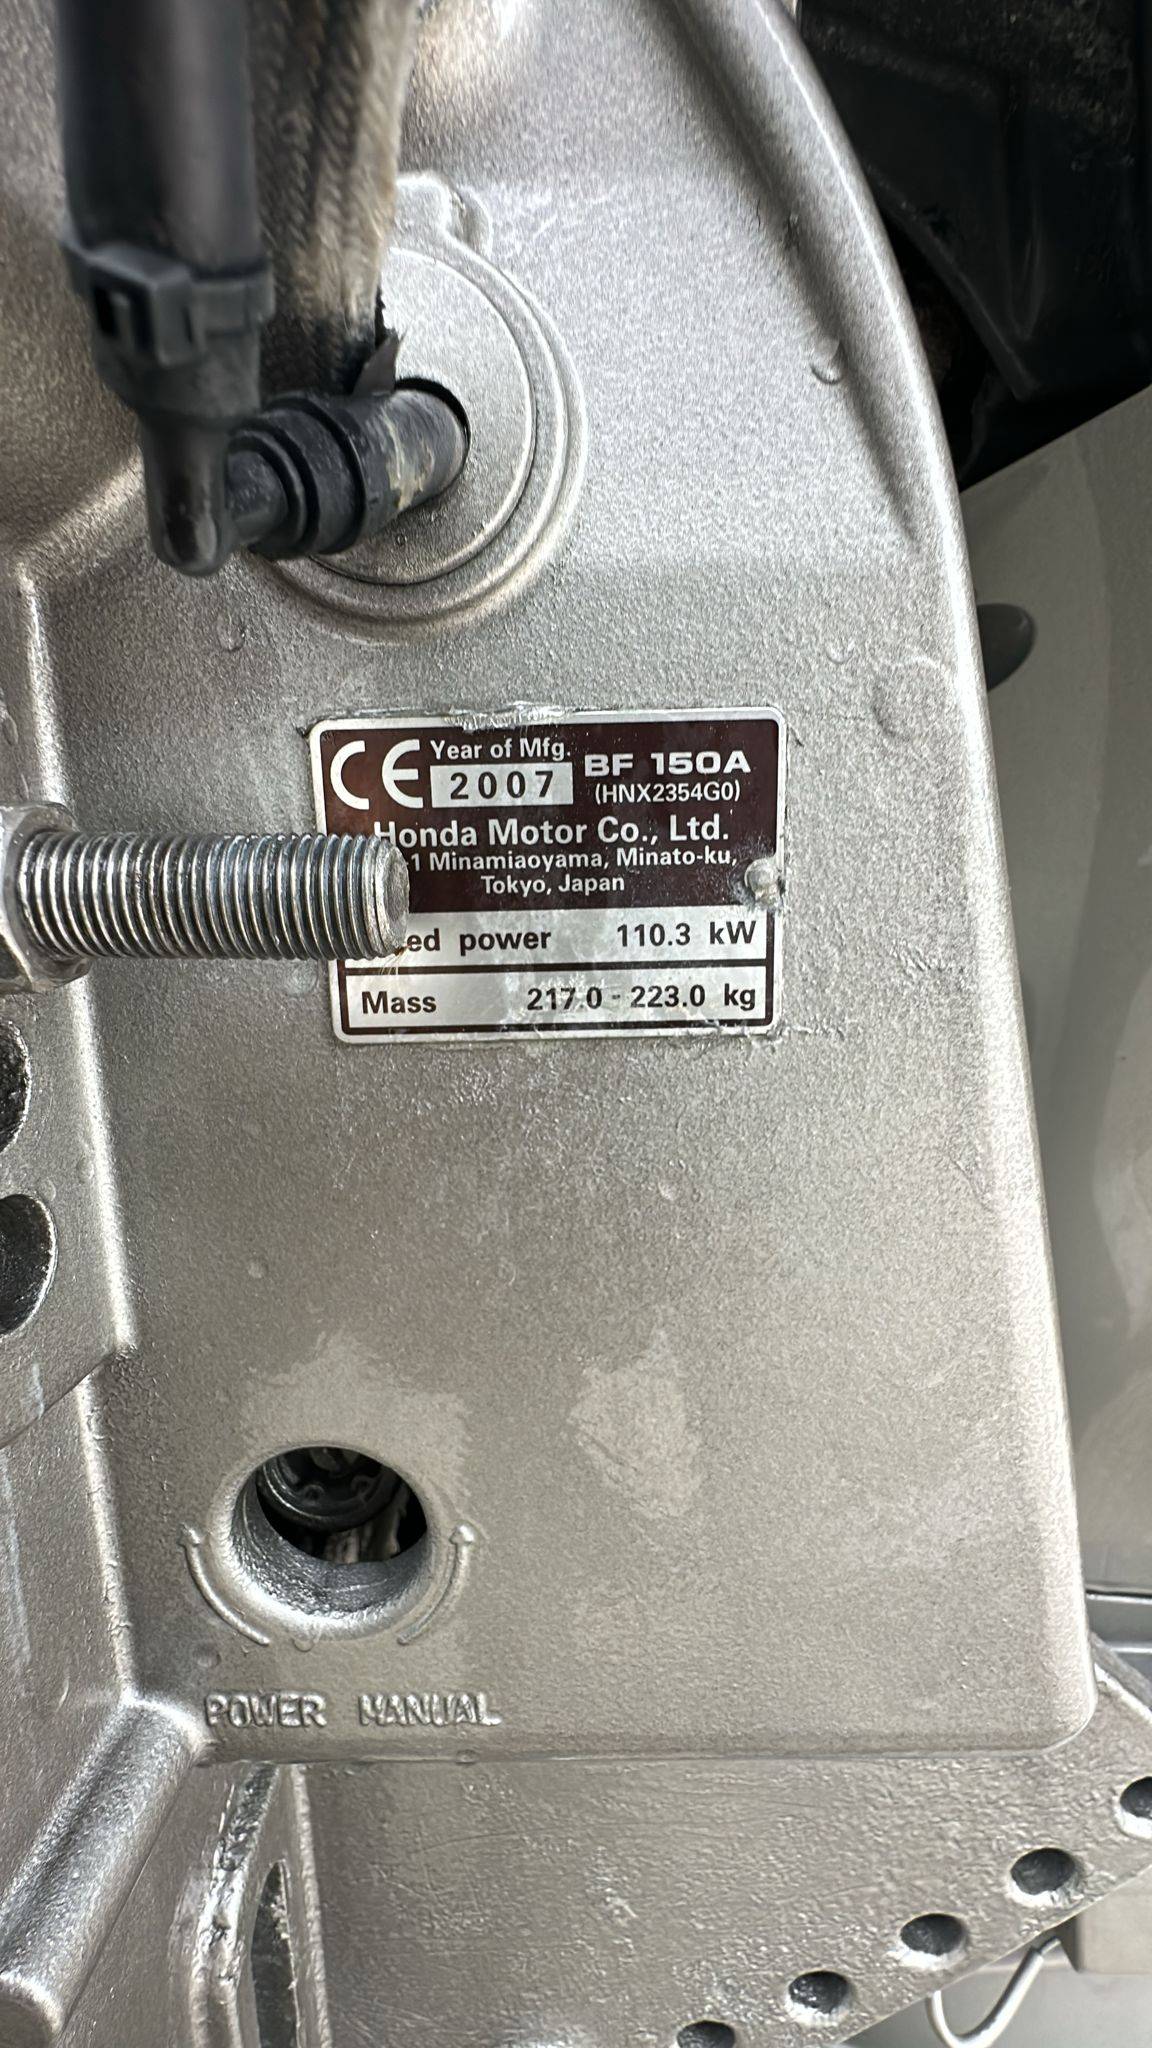 CE Year of Mfg. BF 150A
2007 (HNX2354G0)
Honda Motor Co., Ltd.
-1 Minamiaoyama, Minato-ku,
Tokyo, Japan
power 110.3 kW
Mass 217.0 - 223.0 kg
POWER MANUAL